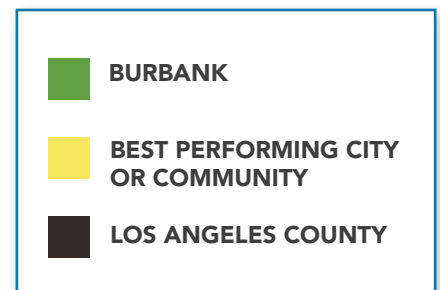 BURBANK
BEST PERFORMING CITY
OR COMMUNITY
LOS ANGELES COUNTY